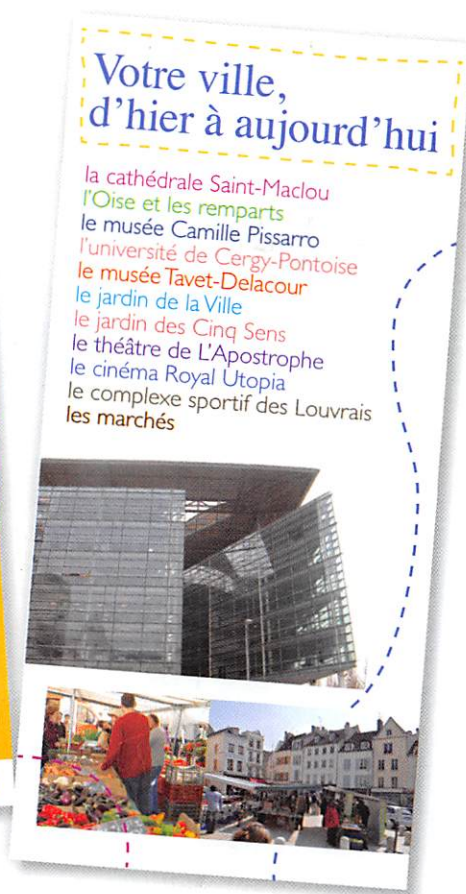 Votre ville,
d'hier à aujourd'hui
la cathédrale Saint-Maclou
l'Oise et les remparts
le musée Camille Pissarro
l'université de Cergy-Pontoise
le musée Tavet-Delacour
le jardin de la Ville
le jardin des Cinq Sens
le théâtre de L'Apostrophe
le cinéma Royal Utopia
le complexe sportif des Louvrais
les marchés